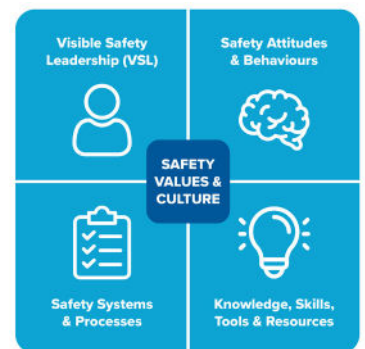 Visible Safety
Leadership (VSL)
Safety Attitudes
& Behaviours
SAFETY
VALUES &
CULTURE
Safety Systems
& Processes
Knowledge, Skills,
Tools & Resources